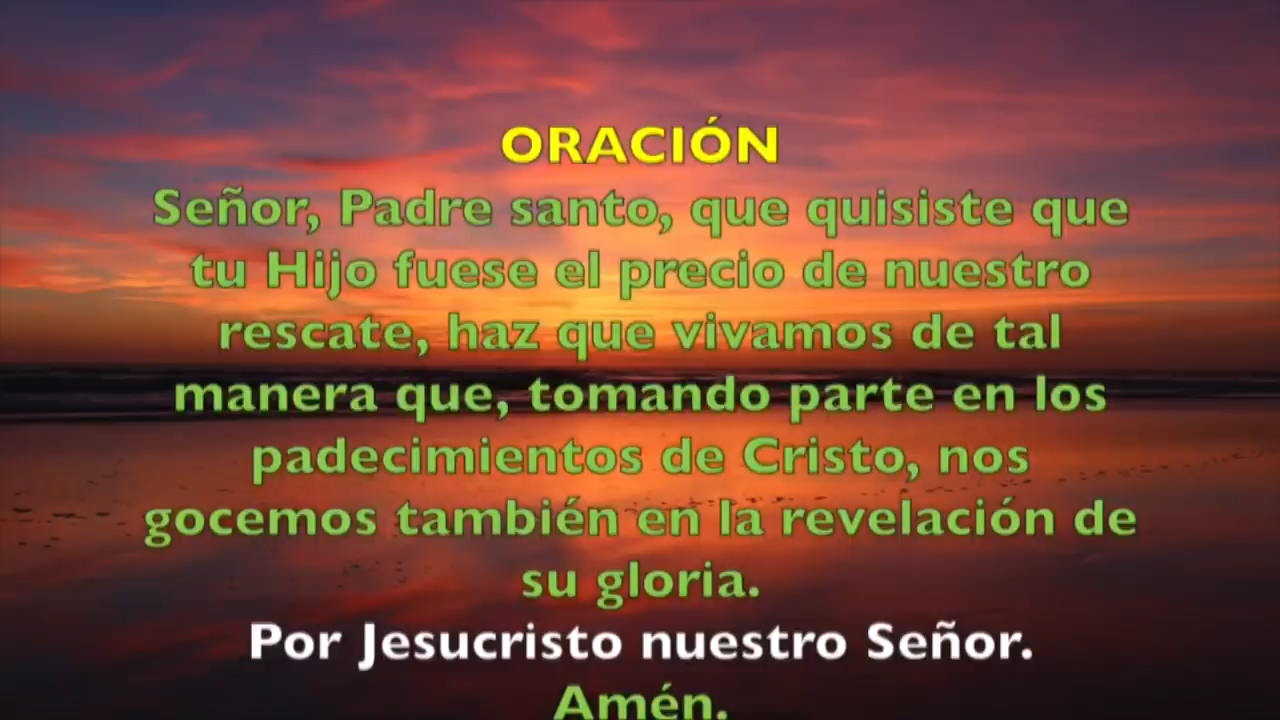 ORACIÓN
Señor, Padre santo, que quisiste que
tu Hijo fuese el precio de nuestro
rescate, haz que vivamos de tal
manera que, tomando parte en los
padecimientos de Cristo, nos
gocemos también en la revelación de
su gloria.
Por Jesucristo nuestro Señor.
Amén.